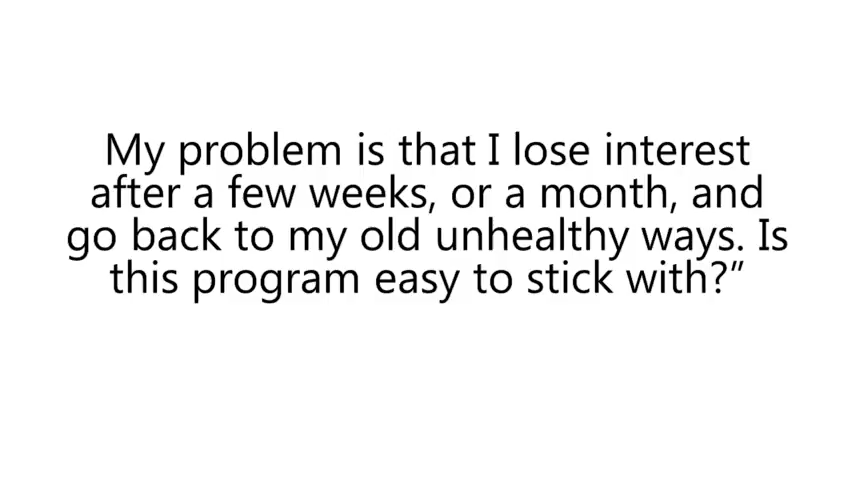 My problem is that I lose interest
after a few weeks, or a month, and
go back to my old unhealthy ways. Is
this program easy to stick with?”